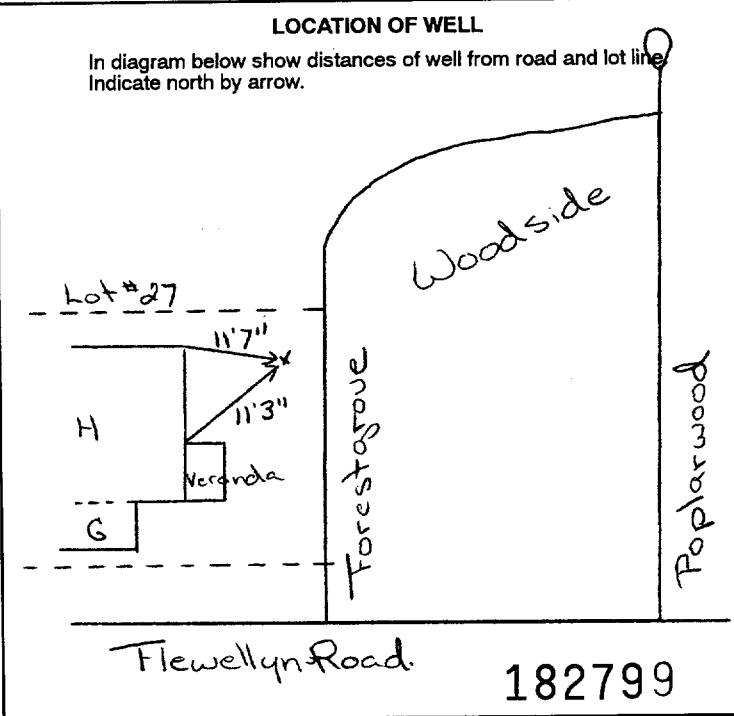 LOCATION OF WELL
In diagram below show distances of well from road and lot line.
Indicate north by arrow.
Woodside
Lot #27
11'7"
x
11'3"
H
Veranda
G
Forestgrove
Poplarwood
Flewellyn Road.
182799